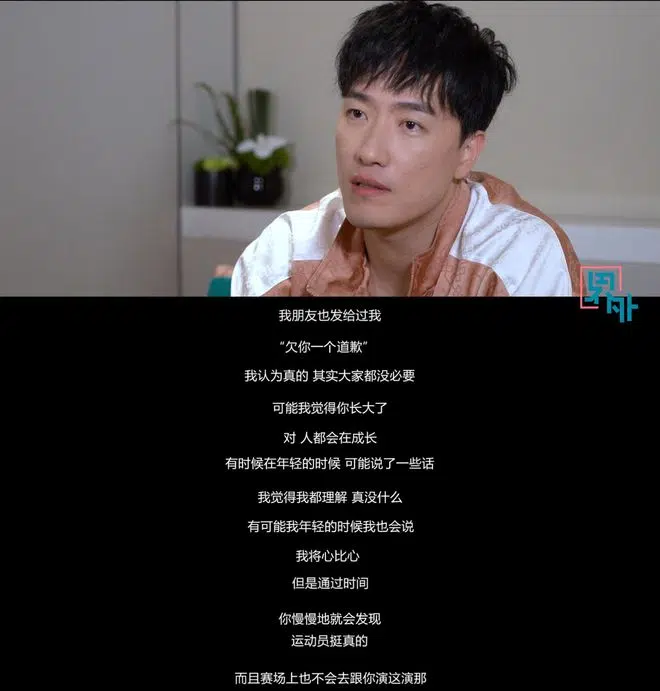 界外
我朋友也发给过我
“欠你一个道歉”
我认为真的 其实大家都没必要
可能我觉得你长大了
对 人都会在成长
有时候在年轻的时候 可能说了一些话
我觉得我都理解 真没什么
有可能我年轻的时候我也会说
我将心比心
但是通过时间
你慢慢地就会发现
运动员挺真的
而且赛场上也不会去跟你演这演那